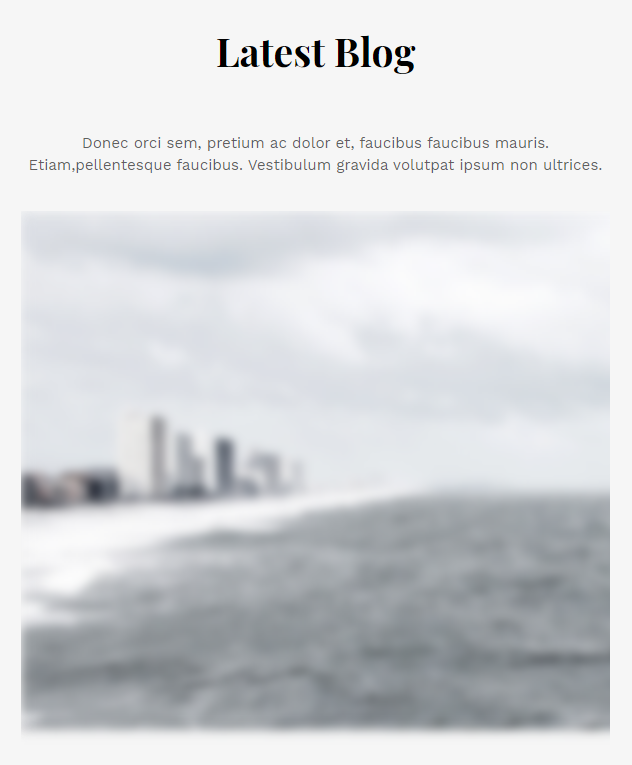 Latest Blog
Donec orci sem, pretium ac dolor et, faucibus faucibus mauris.
Etiam,pellentesque faucibus. Vestibulum gravida volutpat ipsum non ultrices.